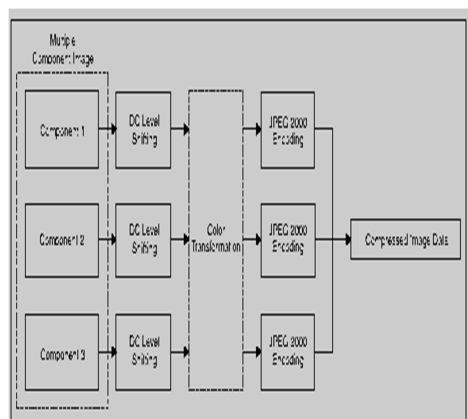 Multiple
Component Image
Component 1
DC Level
Shifting
JPEG 2000
Encoding
Component 2
DC Level
Shifting
Color
Transformation
JPEG 2000
Encoding
Compressed Image Data
Component 3
DC Level
Shifting
JPEG 2000
Encoding